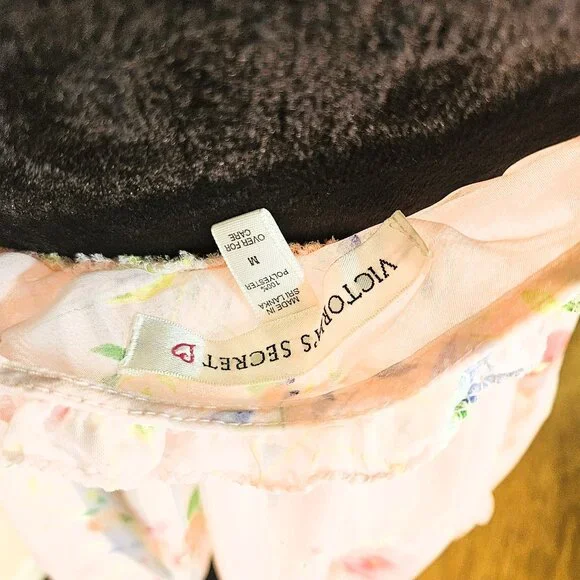 VICTORIA'S SECRET
MADE IN
SRI LANKA
100%
POLYESTER
M
OVER FOR
CARE